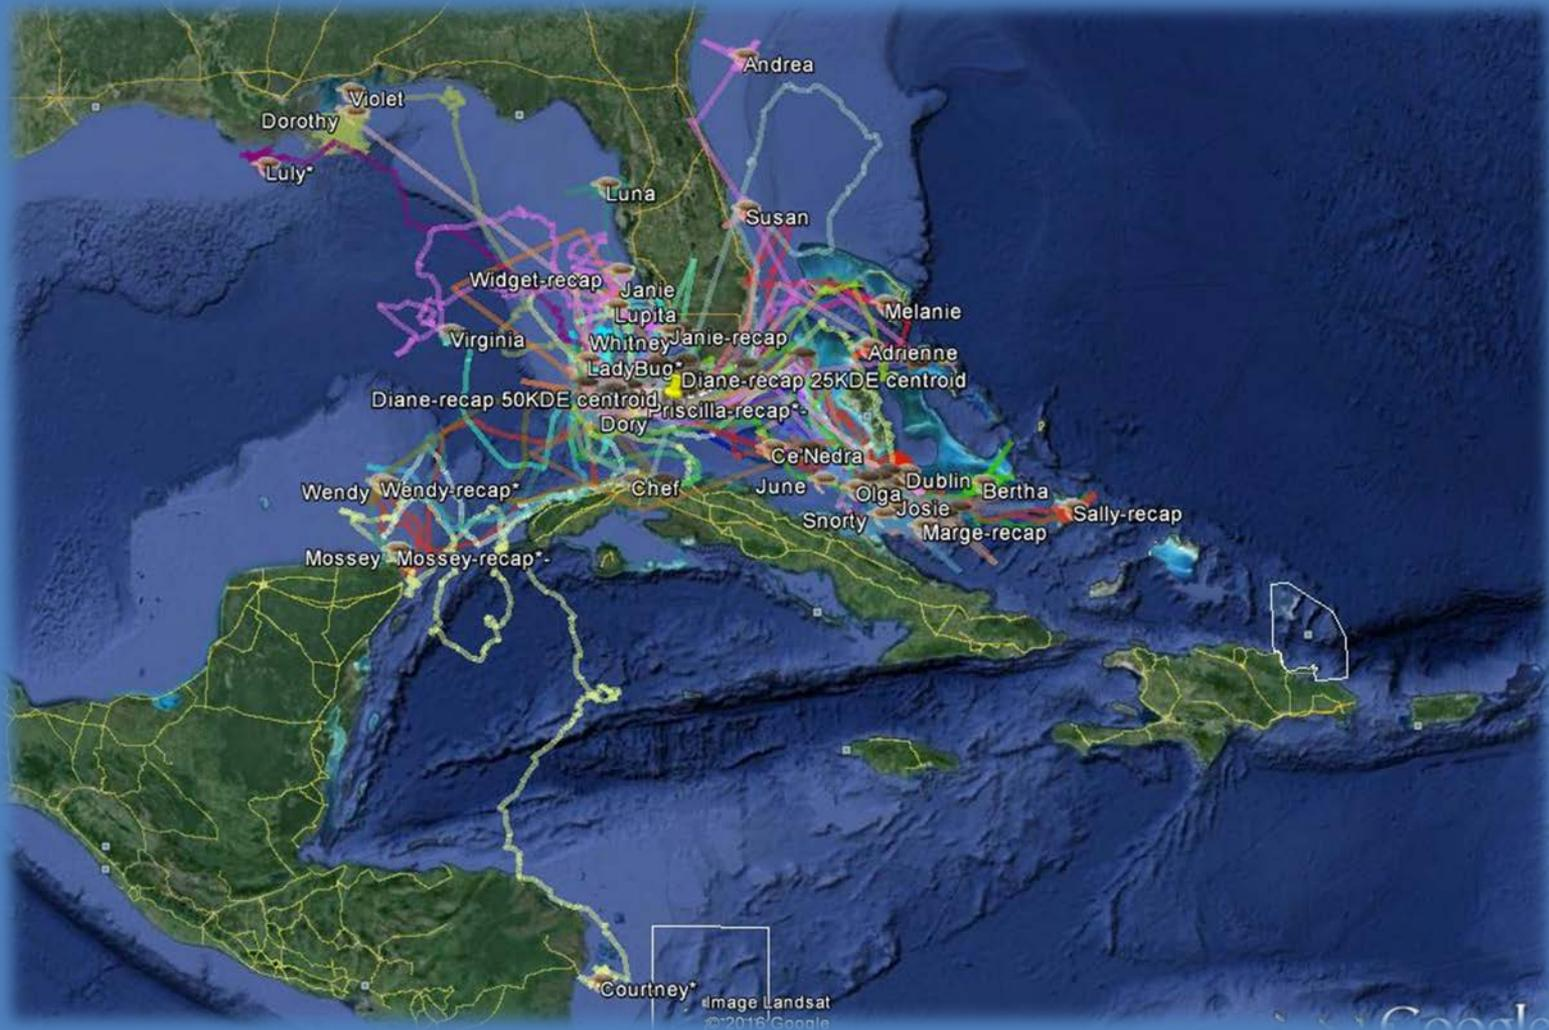 Andrea
Violet
Dorothy
Luly*
Luna
Susan
Widget-recap
Janie
Lupita
Melanie
Virginia
Whitney
Janie-recap
Adrienne
LadyBug*
Diane-recap 25KDE centroid
Diane-recap 50KDE centroid
Priscilla-recap*-
Dory
Ce'Nedra
Wendy
Wendy-recap*
Chef
June
Olga
Dublin
Bertha
Josie
Sally-recap
Snorty
Marge-recap
Mossey
Mossey-recap*-
Courtney*
Image Landsat
© 2016 Google
Google